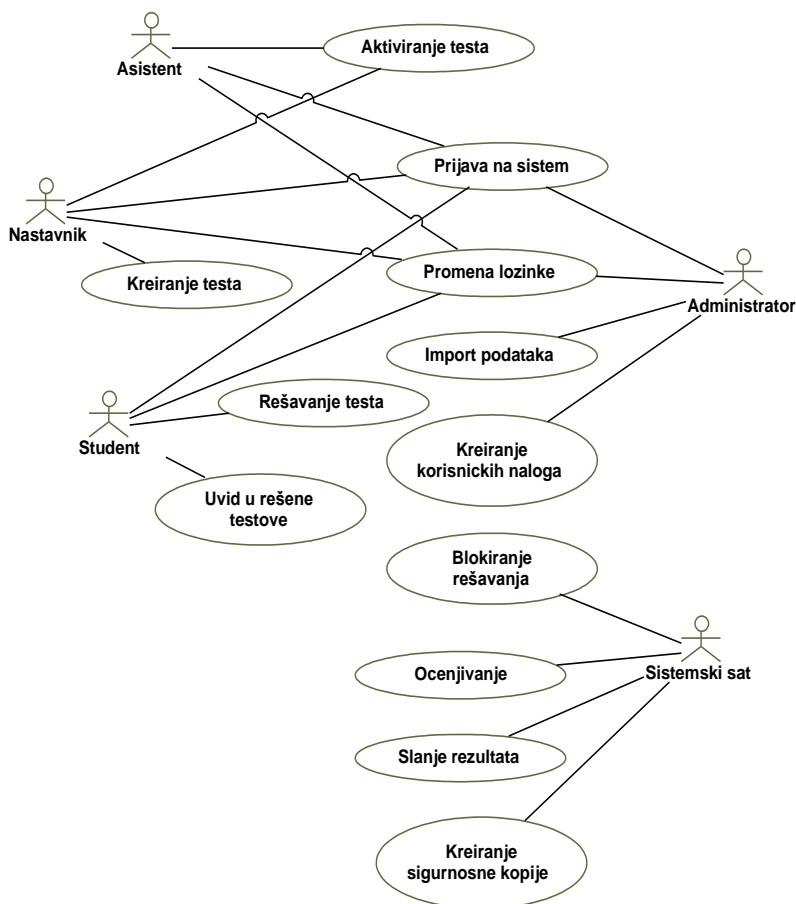 Aktiviranje testa
Asistent
Prijava na sistem
Nastavnik
Kreiranje testa
Promena lozinke
Administrator
Import podataka
Rešavanje testa
Student
Kreiranje
korisnickih naloga
Uvid u rešene
testove
Blokiranje
rešavanja
Ocenjivanje
Sistemski sat
Slanje rezultata
Kreiranje
sigurnosne kopije